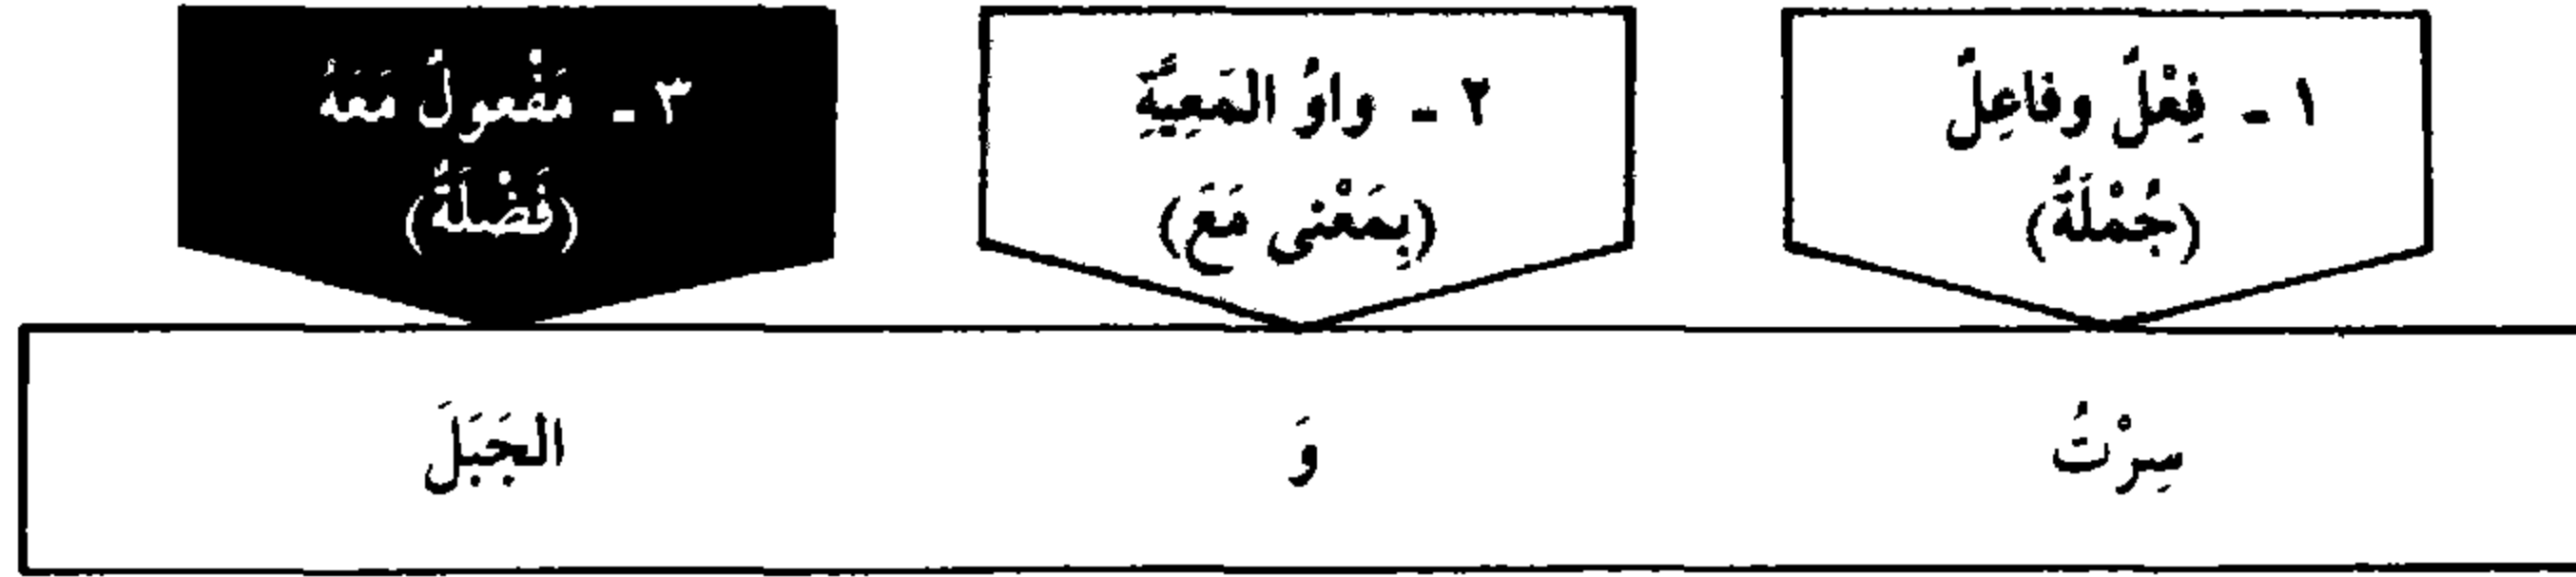 ١ - فِعْلٌ وفاعِلٌ
(جُمْلَةٌ)
٢ - واوُ المَعِيَّةِ
(بِمَعْنى مَعَ)
٣ - مَفْعولٌ مَعَهُ
(فَضْلَةٌ)
سِرْتُ وَ الجَبَلَ